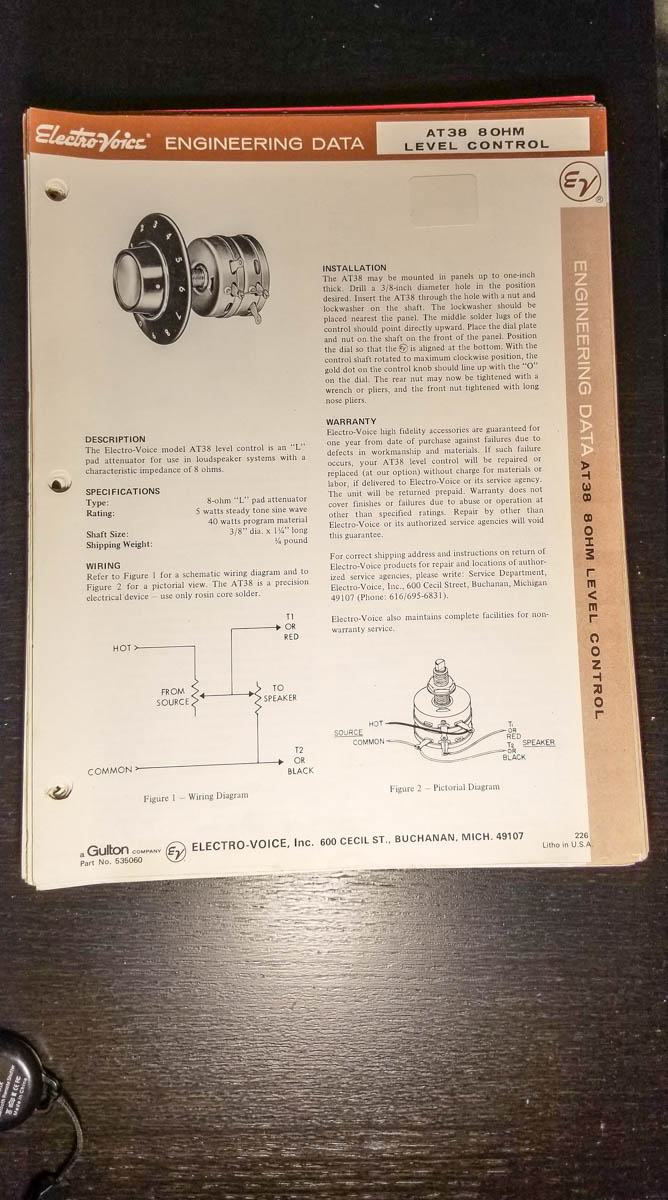 Electro-Voice® ENGINEERING DATA
AT38 8 OHM
LEVEL CONTROL
EV
®
ENGINEERING DATA AT38 8 OHM LEVEL CONTROL
2 3 4 5 6 7 8
DESCRIPTION
The Electro-Voice model AT38 level control is an "L"
pad attenuator for use in loudspeaker systems with a
characteristic impedance of 8 ohms.
SPECIFICATIONS
Type: 8-ohm "L" pad attenuator
Rating: 5 watts steady tone sine wave
40 watts program material
Shaft Size: 3/8" dia. x 1¼" long
Shipping Weight: ¼ pound
WIRING
Refer to Figure 1 for a schematic wiring diagram and to
Figure 2 for a pictorial view. The AT38 is a precision
electrical device – use only rosin core solder.
HOT
T1
OR
RED
FROM
SOURCE
TO
SPEAKER
COMMON
T2
OR
BLACK
Figure 1 – Wiring Diagram
INSTALLATION
The AT38 may be mounted in panels up to one-inch
thick. Drill a 3/8-inch diameter hole in the position
desired. Insert the AT38 through the hole with a nut and
lockwasher on the shaft. The lockwasher should be
placed nearest the panel. The middle solder lugs of the
control should point directly upward. Place the dial plate
and nut on the shaft on the front of the panel. Position
the dial so that the EV is aligned at the bottom. With the
control shaft rotated to maximum clockwise position, the
gold dot on the control knob should line up with the "O"
on the dial. The rear nut may now be tightened with a
wrench or pliers, and the front nut tightened with long
nose pliers.
WARRANTY
Electro-Voice high fidelity accessories are guaranteed for
one year from date of purchase against failures due to
defects in workmanship and materials. If such failure
occurs, your AT38 level control will be repaired or
replaced (at our option) without charge for materials or
labor, if delivered to Electro-Voice or its service agency.
The unit will be returned prepaid. Warranty does not
cover finishes or failures due to abuse or operation at
other than specified ratings. Repair by other than
Electro-Voice or its authorized service agencies will void
this guarantee.
For correct shipping address and instructions on return of
Electro-Voice products for repair and locations of author-
ized service agencies, please write: Service Department,
Electro-Voice, Inc., 600 Cecil Street, Buchanan, Michigan
49107 (Phone: 616/695-6831).
Electro-Voice also maintains complete facilities for non-
warranty service.
HOT
SOURCE
COMMON
T1
OR
RED
T2
OR
BLACK
SPEAKER
Figure 2 – Pictorial Diagram
a Gulton COMPANY EV ELECTRO-VOICE, Inc. 600 CECIL ST., BUCHANAN, MICH. 49107
Part No. 535060
226
Litho in U.S.A.
Made in China